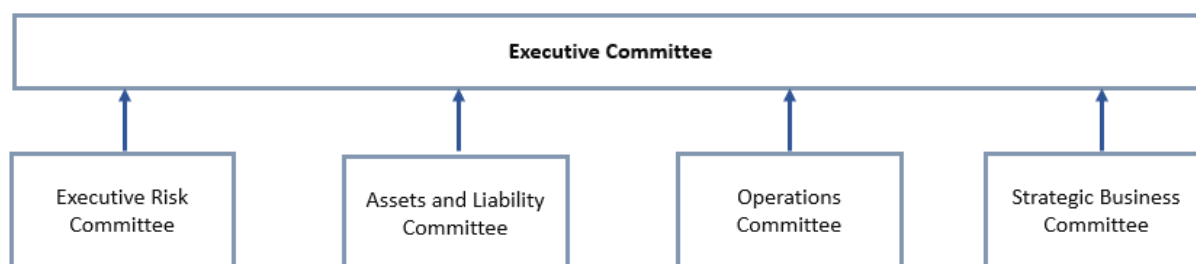 Executive Committee
Executive Risk
Committee
Assets and Liability
Committee
Operations
Committee
Strategic Business
Committee